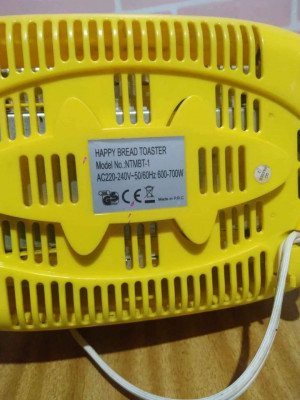 HAPPY BREAD TOASTER
Model No.:NTMBT-1
AC220-240V~50/60Hz 600-700W
CE
Made in P.R.C